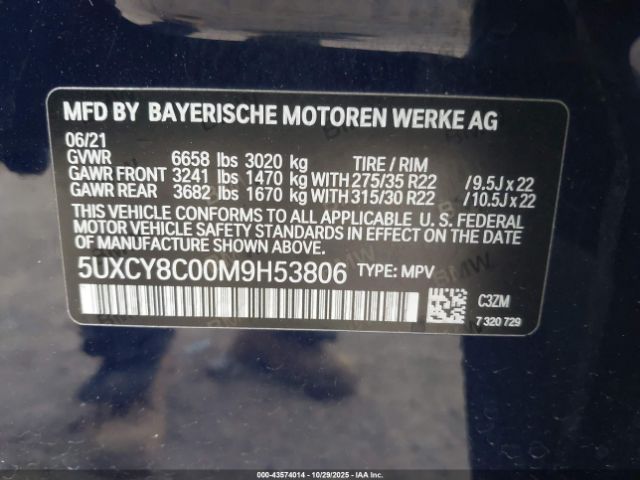 MFD BY BAYERISCHE MOTOREN WERKE AG
06/21
GVWR 6658 lbs 3020 kg TIRE / RIM
GAWR FRONT 3241 lbs 1470 kg WITH 275/35 R22 / 9.5J x 22
GAWR REAR 3682 lbs 1670 kg WITH 315/30 R22 / 10.5J x 22
THIS VEHICLE CONFORMS TO ALL APPLICABLE U. S. FEDERAL
MOTOR VEHICLE SAFETY STANDARDS IN EFFECT ON THE
DATE OF MANUFACTURE SHOWN ABOVE.
5UXCY8C00M9H53806 TYPE: MPV
C3ZM
7 320 729
000-43574014 | 10/29/2025 | IAA, Inc.